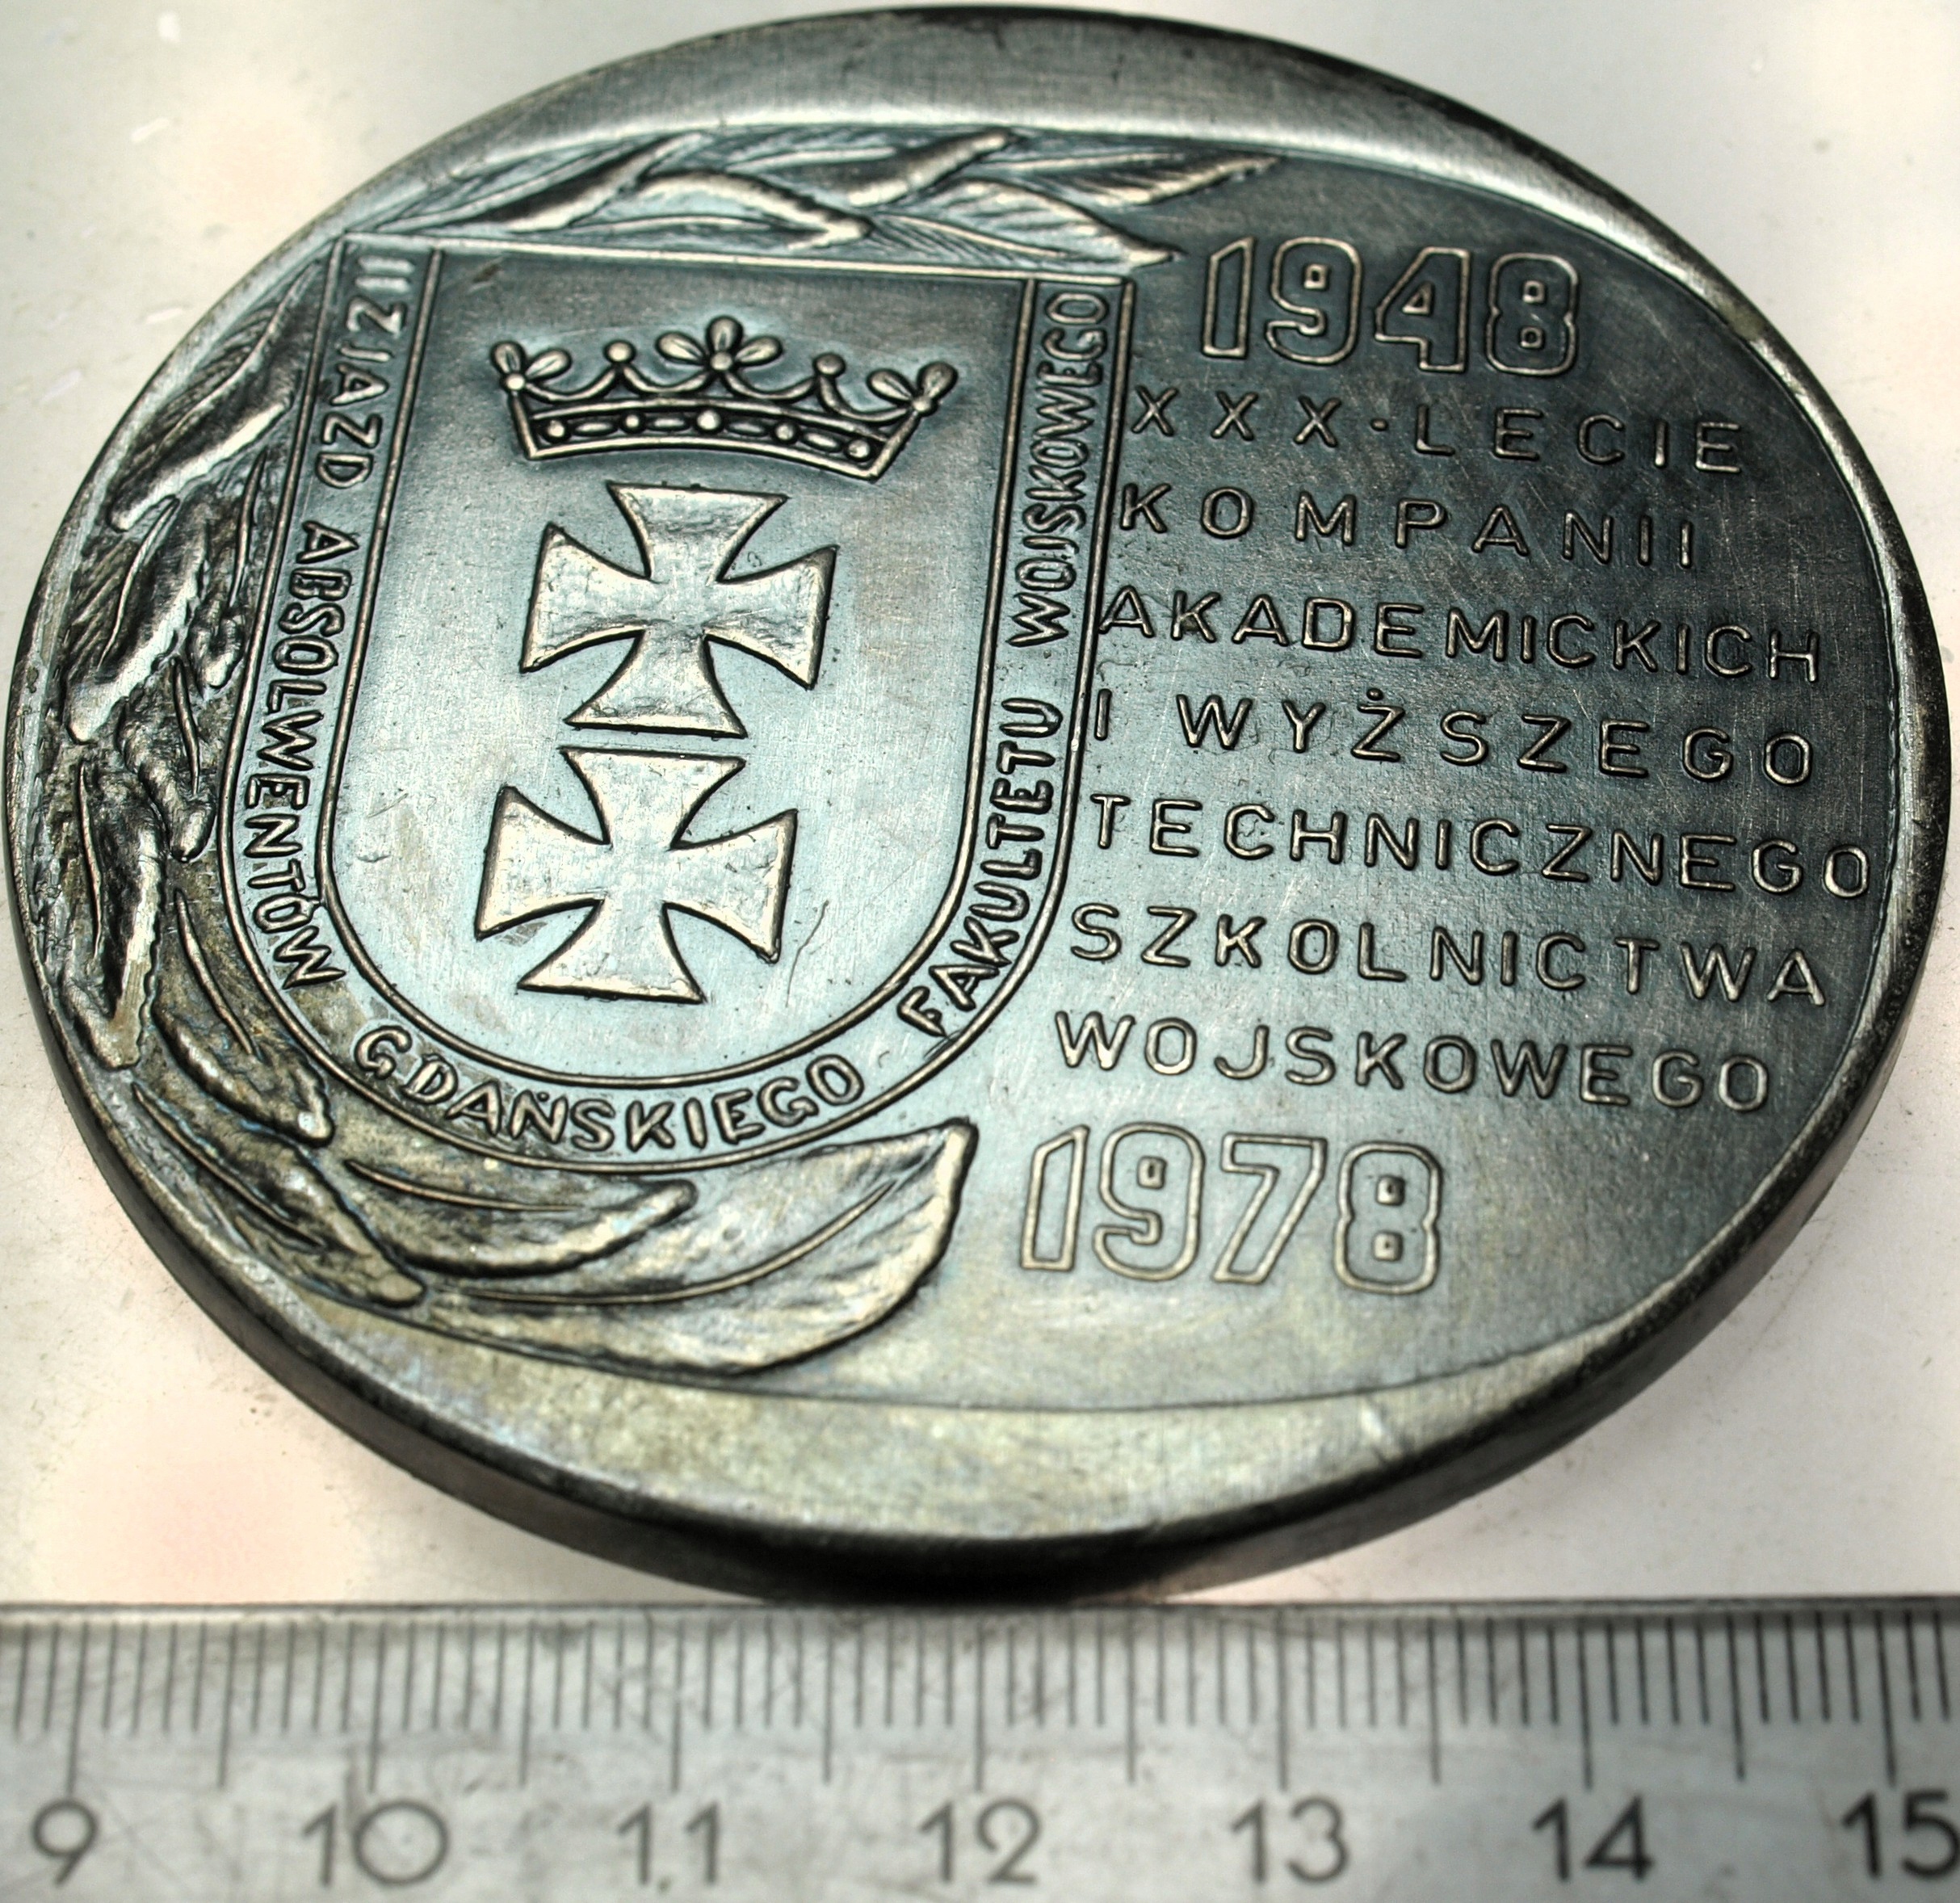 II ZJAZD ABSOLWENTÓW GDAŃSKIEGO FAKULTETU WOJSKOWEGO
1948
XXX-LECIE
KOMPANII
AKADEMICKICH
I WYŻSZEGO
TECHNICZNEGO
SZKOLNICTWA
WOJSKOWEGO
1978
9 10 11 12 13 14 15